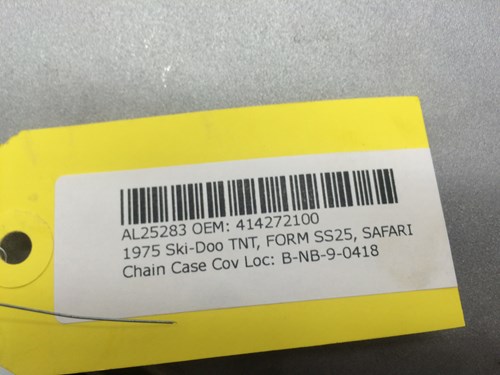 AL25283 OEM: 414272100
1975 Ski-Doo TNT, FORM SS25, SAFARI
Chain Case Cov Loc: B-NB-9-0418